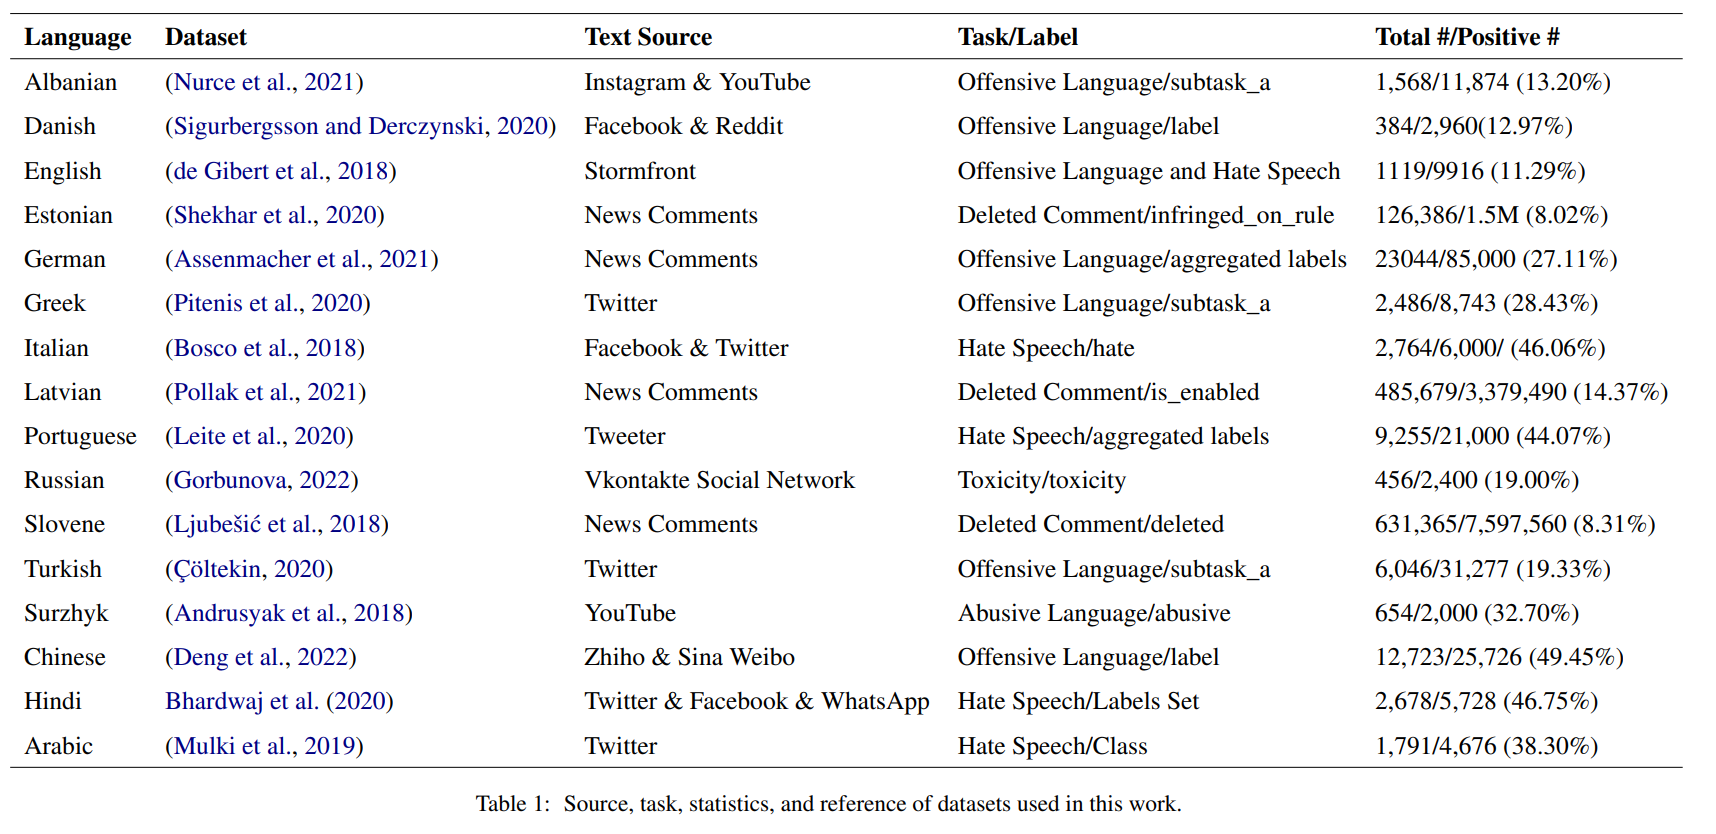 Language Dataset Text Source Task/Label Total #/Positive #
Albanian (Nurce et al., 2021) Instagram & YouTube Offensive Language/subtask_a 1,568/11,874 (13.20%)
Danish (Sigurbergsson and Derczynski, 2020) Facebook & Reddit Offensive Language/label 384/2,960(12.97%)
English (de Gibert et al., 2018) Stormfront Offensive Language and Hate Speech 1119/9916 (11.29%)
Estonian (Shekhar et al., 2020) News Comments Deleted Comment/infringed_on_rule 126,386/1.5M (8.02%)
German (Assenmacher et al., 2021) News Comments Offensive Language/aggregated labels 23044/85,000 (27.11%)
Greek (Pitenis et al., 2020) Twitter Offensive Language/subtask_a 2,486/8,743 (28.43%)
Italian (Bosco et al., 2018) Facebook & Twitter Hate Speech/hate 2,764/6,000/ (46.06%)
Latvian (Pollak et al., 2021) News Comments Deleted Comment/is_enabled 485,679/3,379,490 (14.37%)
Portuguese (Leite et al., 2020) Tweeter Hate Speech/aggregated labels 9,255/21,000 (44.07%)
Russian (Gorbunova, 2022) Vkontakte Social Network Toxicity/toxicity 456/2,400 (19.00%)
Slovene (Ljubešić et al., 2018) News Comments Deleted Comment/deleted 631,365/7,597,560 (8.31%)
Turkish (Çöltekin, 2020) Twitter Offensive Language/subtask_a 6,046/31,277 (19.33%)
Surzhyk (Andrusyak et al., 2018) YouTube Abusive Language/abusive 654/2,000 (32.70%)
Chinese (Deng et al., 2022) Zhiho & Sina Weibo Offensive Language/label 12,723/25,726 (49.45%)
Hindi Bhardwaj et al. (2020) Twitter & Facebook & WhatsApp Hate Speech/Labels Set 2,678/5,728 (46.75%)
Arabic (Mulki et al., 2019) Twitter Hate Speech/Class 1,791/4,676 (38.30%)
Table 1: Source, task, statistics, and reference of datasets used in this work.